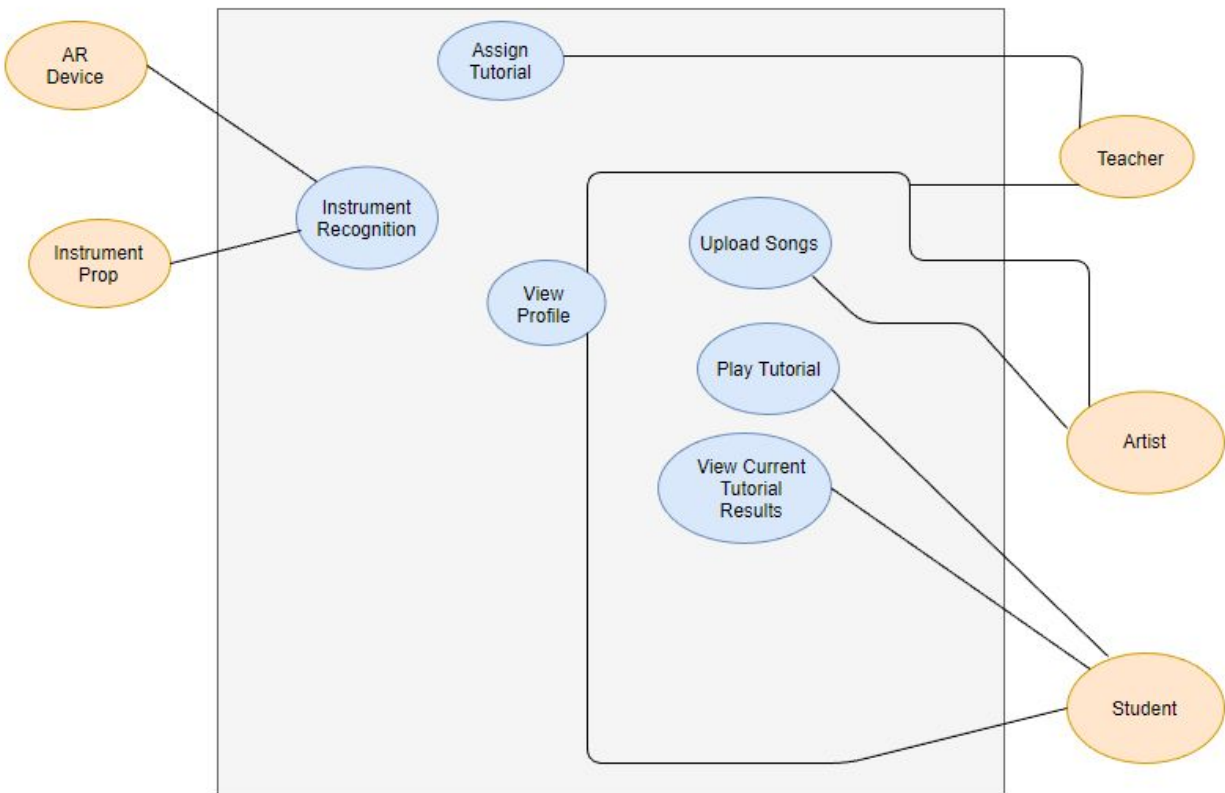 AR
Device
Assign
Tutorial
Teacher
Instrument
Recognition
Instrument
Prop
Upload Songs
View
Profile
Play Tutorial
Artist
View Current
Tutorial
Results
Student